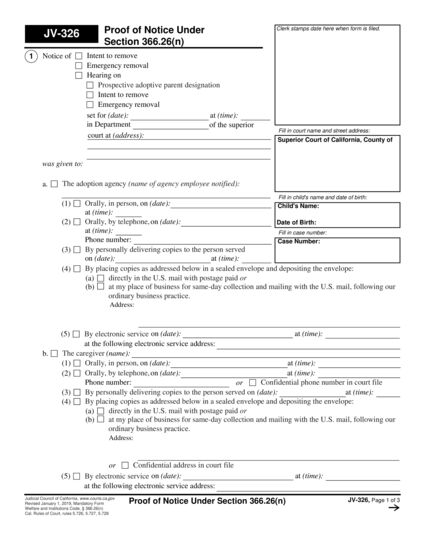 JV-326
Proof of Notice Under
Section 366.26(n)
Clerk stamps date here when form is filed.
1 Notice of Intent to remove
Emergency removal
Hearing on
Prospective adoptive parent designation
Intent to remove
Emergency removal
set for (date): at (time):
in Department of the superior
court at (address):
Fill in court name and street address:
Superior Court of California, County of
was given to:
a. The adoption agency (name of agency employee notified):
Fill in child's name and date of birth:
Child's Name:
Date of Birth:
Fill in case number:
Case Number:
(1) Orally, in person, on (date):
at (time):
(2) Orally, by telephone, on (date):
at (time):
Phone number:
(3) By personally delivering copies to the person served
on (date): at (time):
(4) By placing copies as addressed below in a sealed envelope and depositing the envelope:
(a) directly in the U.S. mail with postage paid or
(b) at my place of business for same-day collection and mailing with the U.S. mail, following our
ordinary business practice.
Address:
(5) By electronic service on (date): at (time):
at the following electronic service address:
b. The caregiver (name):
(1) Orally, in person, on (date): at (time):
(2) Orally, by telephone, on (date): at (time):
Phone number: or Confidential phone number in court file
(3) By personally delivering copies to the person served on (date): at (time):
(4) By placing copies as addressed below in a sealed envelope and depositing the envelope:
(a) directly in the U.S. mail with postage paid or
(b) at my place of business for same-day collection and mailing with the U.S. mail, following our
ordinary business practice.
Address:
or Confidential address in court file
(5) By electronic service on (date): at (time):
at the following electronic service address:
Judicial Council of California, www.courts.ca.gov
Revised January 1, 2019, Mandatory Form
Welfare and Institutions Code, § 366.26(n)
Cal. Rules of Court, rules 5.726, 5.727, 5.728
Proof of Notice Under Section 366.26(n)
JV-326, Page 1 of 3